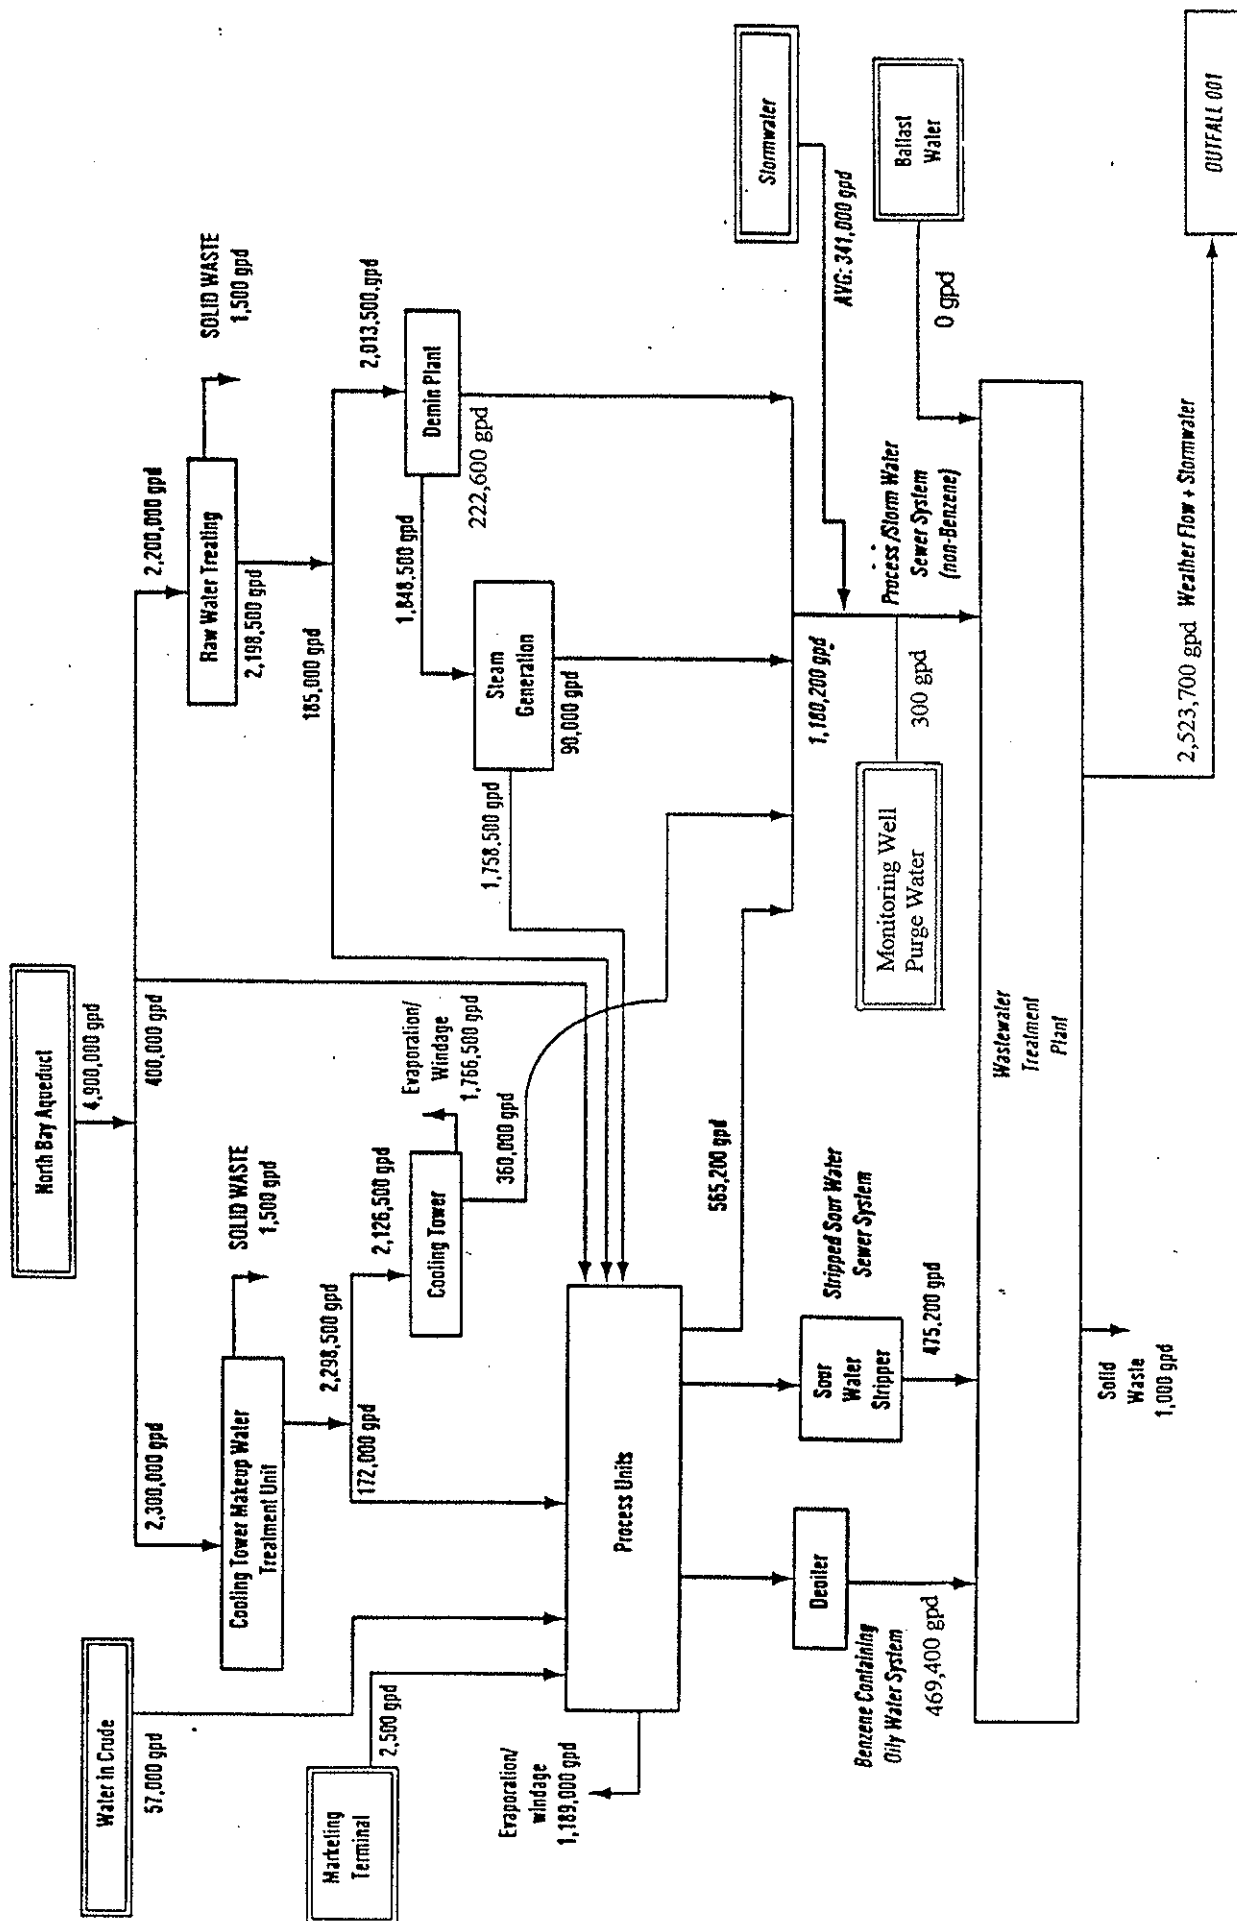 North Bay Aqueduct
4,900,000 gpd
Water in Crude
57,000 gpd
2,300,000 gpd
400,000 gpd
2,200,000 gpd
Cooling Tower Makeup Water
Treatment Unit
SOLID WASTE
1,500 gpd
Raw Water Treating
SOLID WASTE
1,500 gpd
2,198,500 gpd
2,298,500 gpd
172,000 gpd
2,126,500 gpd
185,000 gpd
2,013,500 gpd
Marketing
Terminal
2,500 gpd
Cooling Tower
Evaporation/
Windage
1,766,500 gpd
360,000 gpd
Demin Plant
222,600 gpd
1,848,500 gpd
Steam
Generation
90,000 gpd
1,758,500 gpd
Evaporation/
windage
1,189,000 gpd
Process Units
565,200 gpd
1,180,200 gpd
Stormwater
AVG: 341,000 gpd
Deoiler
Benzene Containing
Oily Water System
469,400 gpd
Sour
Water
Stripper
Stripped Sour Water
Sewer System
475,200 gpd
Monitoring Well
Purge Water
300 gpd
Process /Storm Water
Sewer System
(non-Benzene)
Ballast
Water
0 gpd
Wastewater
Treatment
Plant
Solid
Waste
1,000 gpd
2,523,700 gpd Weather Flow + Stormwater
OUTFALL 001